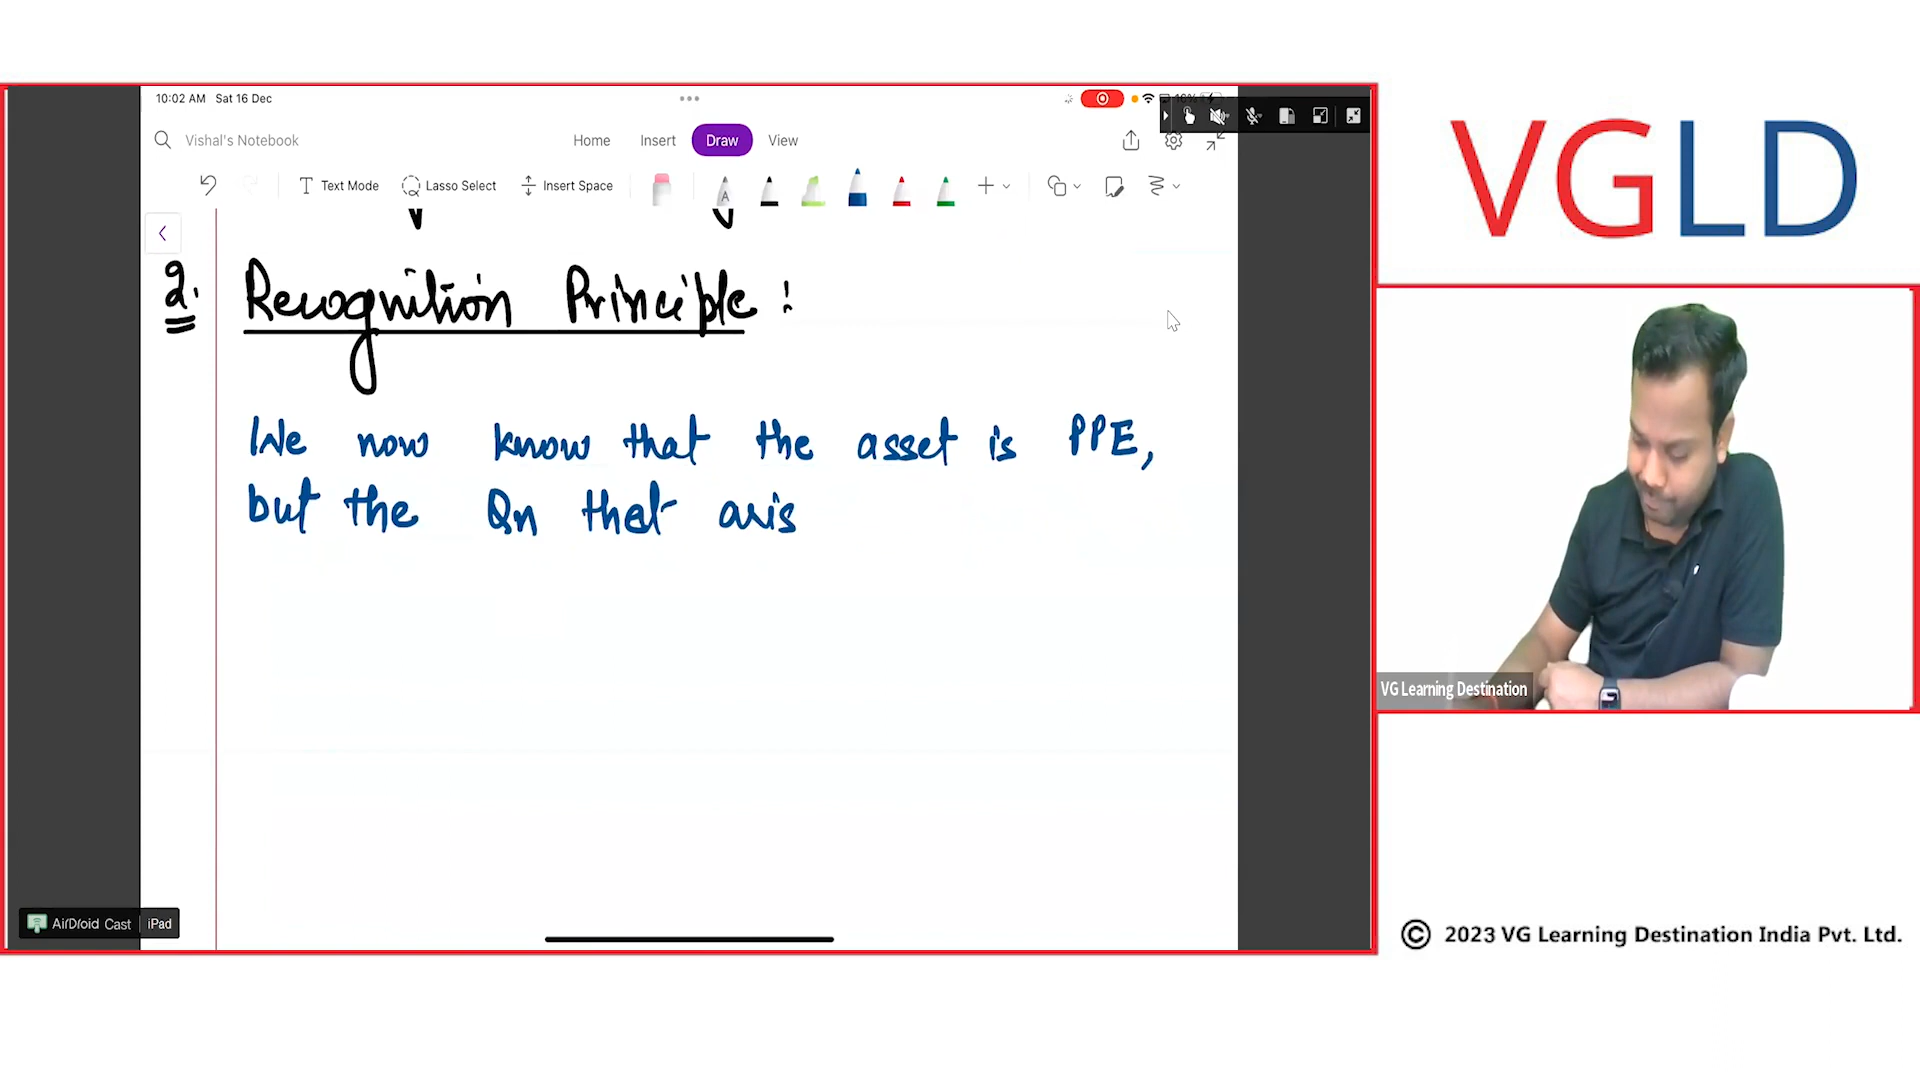 10:02 AM Sat 16 Dec
16%
Vishal's Notebook
Home Insert Draw View
Text Mode Lasso Select Insert Space
A
2. Recognition Principle :
We now know that the asset is PPE,
but the Qn that aris
AirDroid Cast iPad
VGLD
VG Learning Destination
© 2023 VG Learning Destination India Pvt. Ltd.